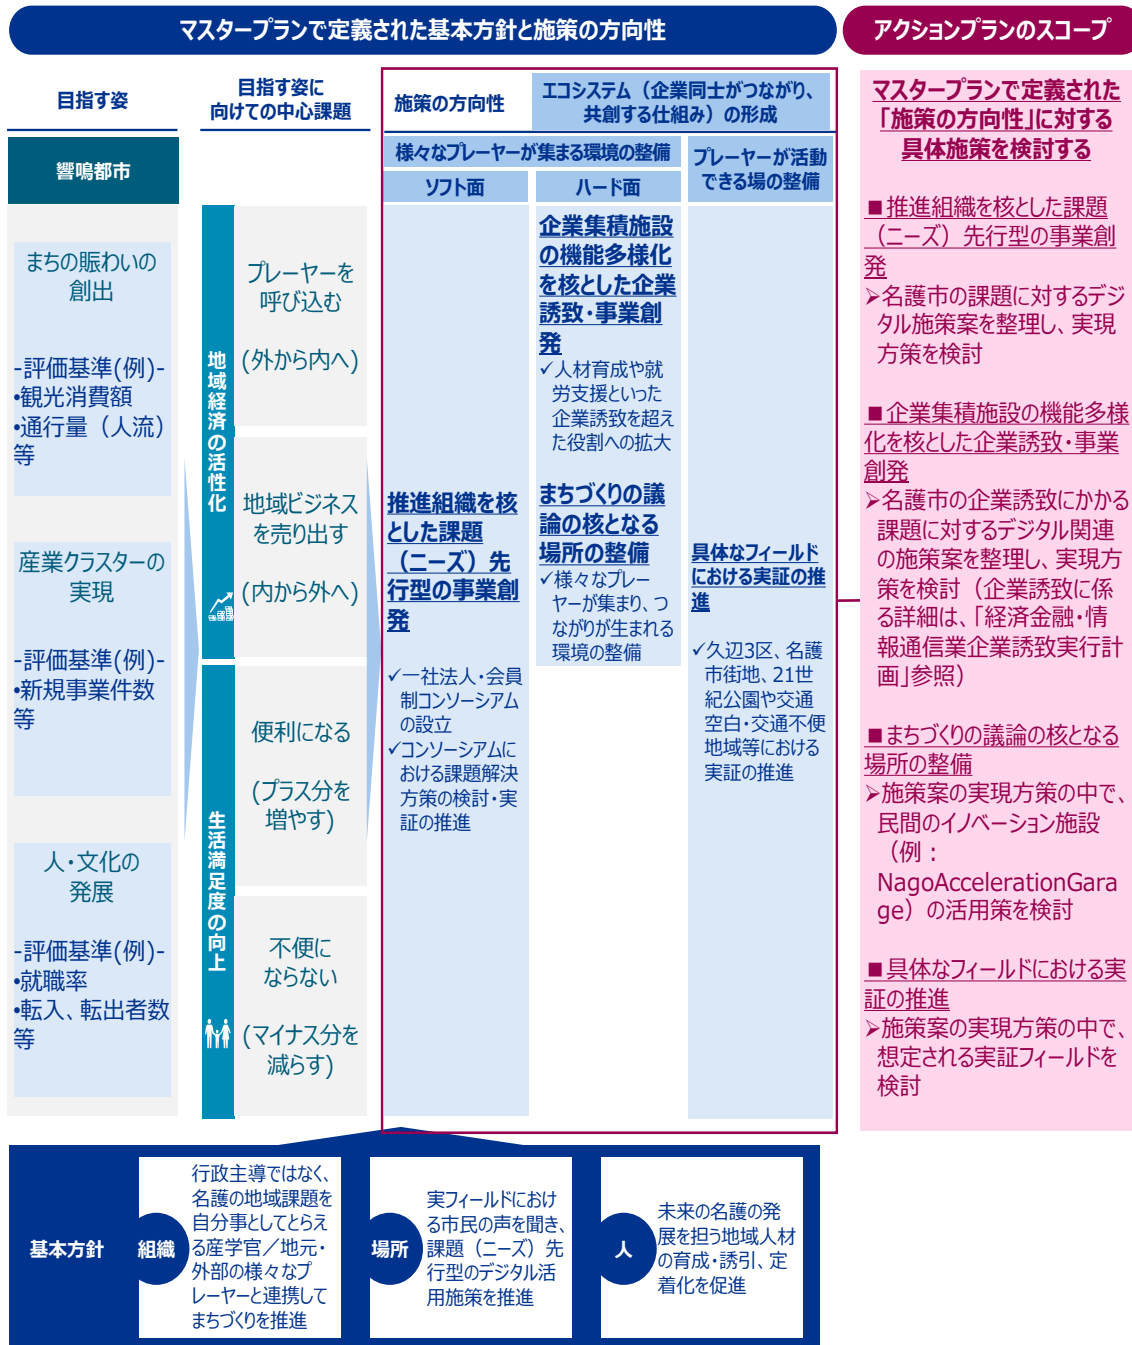 マスタープランで定義された基本方針と施策の方向性
アクションプランのスコープ
目指す姿
目指す姿に
向けての中心課題
施策の方向性
エコシステム（企業同士がつながり、
共創する仕組み）の形成
様々なプレーヤーが集まる環境の整備
プレーヤーが活動
できる場の整備
ソフト面
ハード面
響鳴都市
まちの賑わいの
創出
-評価基準(例)-
•観光消費額
•通行量（人流）
等
産業クラスターの
実現
-評価基準(例)-
•新規事業件数
等
人・文化の
発展
-評価基準(例)-
•就職率
•転入、転出者数
等
地域経済の活性化
プレーヤーを
呼び込む
(外から内へ)
地域ビジネス
を売り出す
(内から外へ)
生活満足度の向上
便利になる
(プラス分を
増やす)
不便に
ならない
(マイナス分を
減らす)
推進組織を核
とした課題
（ニーズ）先
行型の事業創
発
✓一社法人・会員
制コンソーシアム
の設立
✓コンソーシアムに
おける課題解決
方策の検討・実
証の推進
企業集積施設
の機能多様化
を核とした企業
誘致・事業創
発
✓人材育成や就
労支援といった
企業誘致を超え
た役割への拡大
まちづくりの議
論の核となる
場所の整備
✓様々なプレー
ヤーが集まり、つ
ながりが生まれる
環境の整備
具体なフィールド
における実証の推
進
✓久辺3区、名護
市街地、21世
紀公園や交通
空白・交通不便
地域等における
実証の推進
マスタープランで定義された
「施策の方向性」に対する
具体施策を検討する
■推進組織を核とした課題
（ニーズ）先行型の事業創
発
➢名護市の課題に対するデジ
タル施策案を整理し、実現
方策を検討
■企業集積施設の機能多様
化を核とした企業誘致・事業
創発
➢名護市の企業誘致にかかる
課題に対するデジタル関連
の施策案を整理し、実現方
策を検討（企業誘致に係
る詳細は、「経済金融・情
報通信業企業誘致実行計
画」参照）
■まちづくりの議論の核となる
場所の整備
➢施策案の実現方策の中で、
民間のイノベーション施設
（例：
NagoAccelerationGara
ge）の活用策を検討
■具体なフィールドにおける実
証の推進
➢施策案の実現方策の中で、
想定される実証フィールドを
検討
基本方針
組織
行政主導ではなく、
名護の地域課題を
自分事としてとらえ
る産学官／地元・
外部の様々なプ
レーヤーと連携して
まちづくりを推進
場所
実フィールドにおけ
る市民の声を聞き、
課題（ニーズ）先
行型のデジタル活
用施策を推進
人
未来の名護の発
展を担う地域人材
の育成・誘引、定
着化を促進